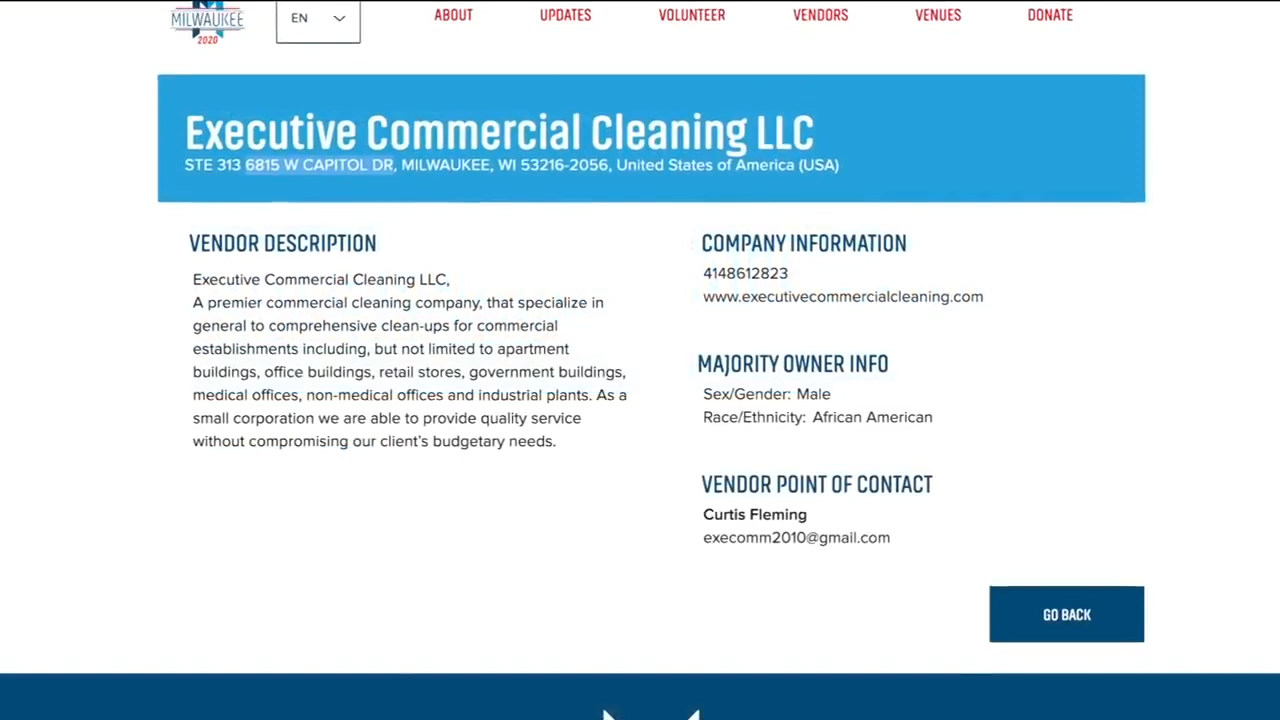 MILWAUKEE
2020
EN
ABOUT
UPDATES
VOLUNTEER
VENDORS
VENUES
DONATE
Executive Commercial Cleaning LLC
STE 313 6815 W CAPITOL DR, MILWAUKEE, WI 53216-2056, United States of America (USA)
VENDOR DESCRIPTION
Executive Commercial Cleaning LLC,
A premier commercial cleaning company, that specialize in
general to comprehensive clean-ups for commercial
establishments including, but not limited to apartment
buildings, office buildings, retail stores, government buildings,
medical offices, non-medical offices and industrial plants. As a
small corporation we are able to provide quality service
without compromising our client's budgetary needs.
COMPANY INFORMATION
4148612823
www.executivecommercialcleaning.com
MAJORITY OWNER INFO
Sex/Gender: Male
Race/Ethnicity: African American
VENDOR POINT OF CONTACT
Curtis Fleming
execomm2010@gmail.com
GO BACK